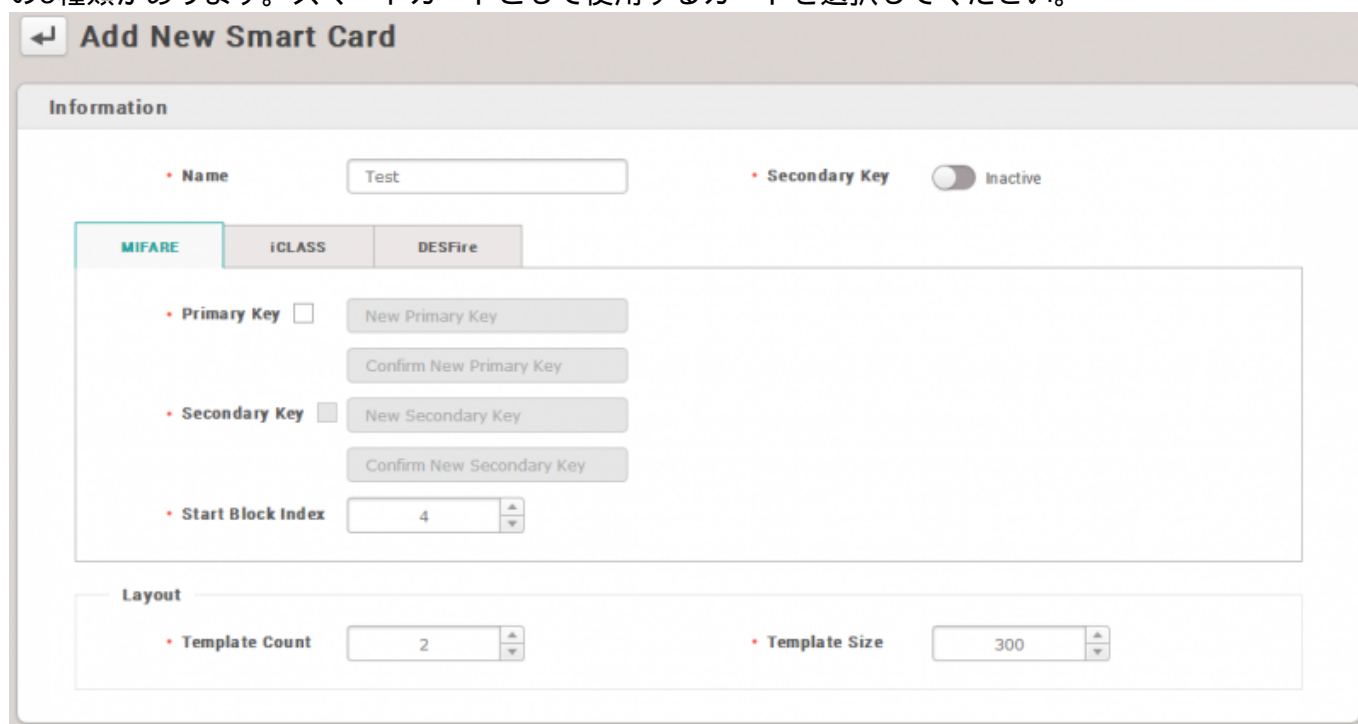 Add New Smart Card
Information
• Name Test • Secondary Key Inactive
MIFARE iCLASS DESFire
• Primary Key New Primary Key
Confirm New Primary Key
• Secondary Key New Secondary Key
Confirm New Secondary Key
• Start Block Index 4
Layout
• Template Count 2 • Template Size 300